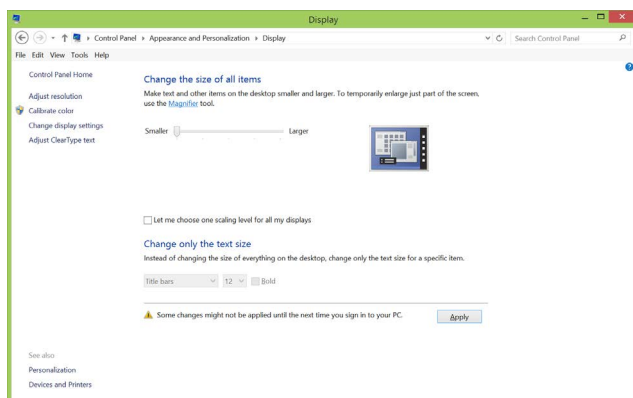 Display
Control Panel Appearance and Personalization Display
Search Control Panel
File Edit View Tools Help
Control Panel Home
Adjust resolution
Calibrate color
Change display settings
Adjust ClearType text
Change the size of all items
Make text and other items on the desktop smaller and larger. To temporarily enlarge just part of the screen,
use the Magnifier tool.
Smaller Larger
Let me choose one scaling level for all my displays
Change only the text size
Instead of changing the size of everything on the desktop, change only the text size for a specific item.
Title bars 12 Bold
Some changes might not be applied until the next time you sign in to your PC.
Apply
See also
Personalization
Devices and Printers